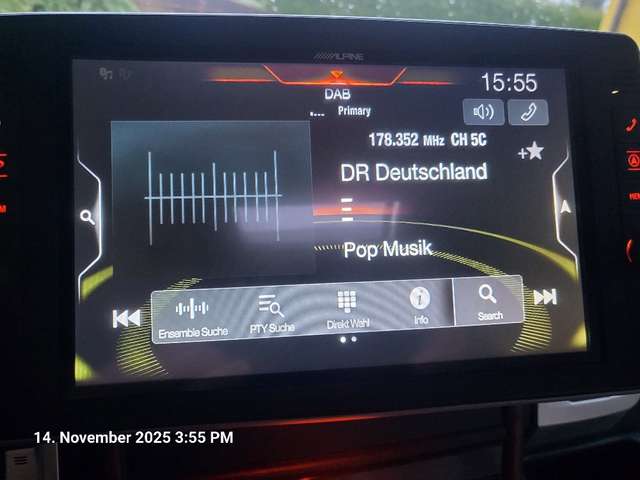 ALPINE
15:55
DAB
Primary
178.352 MHz CH 5C
DR Deutschland
Pop Musik
Ensemble Suche
PTY Suche
Direkt Wahl
Info
Search
14. November 2025 3:55 PM